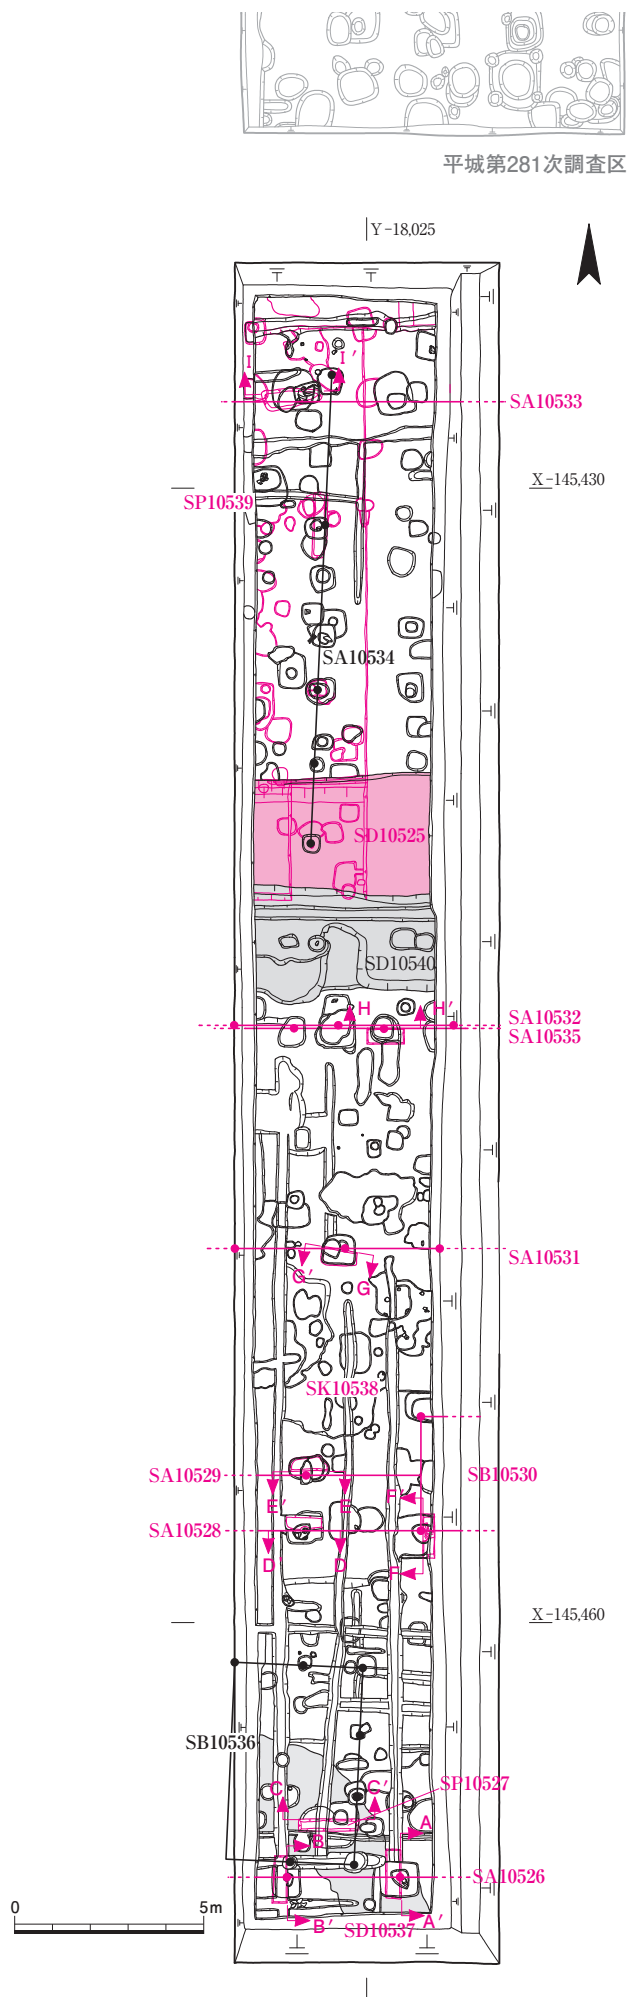 平城第281次調査区
Y-18,025
I
I′
SA10533
X-145,430
SP10539
SA10534
SD10525
SD10540
H
H′
SA10532
SA10535
SA10531
G′
G
SK10538
SA10529
SB10530
E′
E
F′
SA10528
D′
D
F
X-145,460
SB10536
SP10527
C
C′
A
B
SA10526
B′
SD10537
A′
0
5m